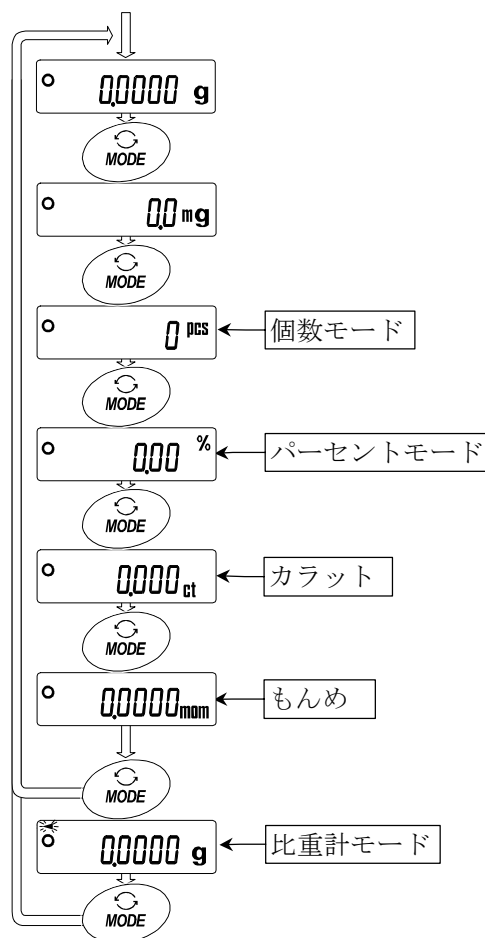 0.0000 g
MODE
0.0 mg
MODE
0 pcs 個数モード
MODE
0.00 % パーセントモード
MODE
0.000 ct カラット
MODE
0.0000 mom もんめ
MODE
0.0000 g 比重計モード
MODE